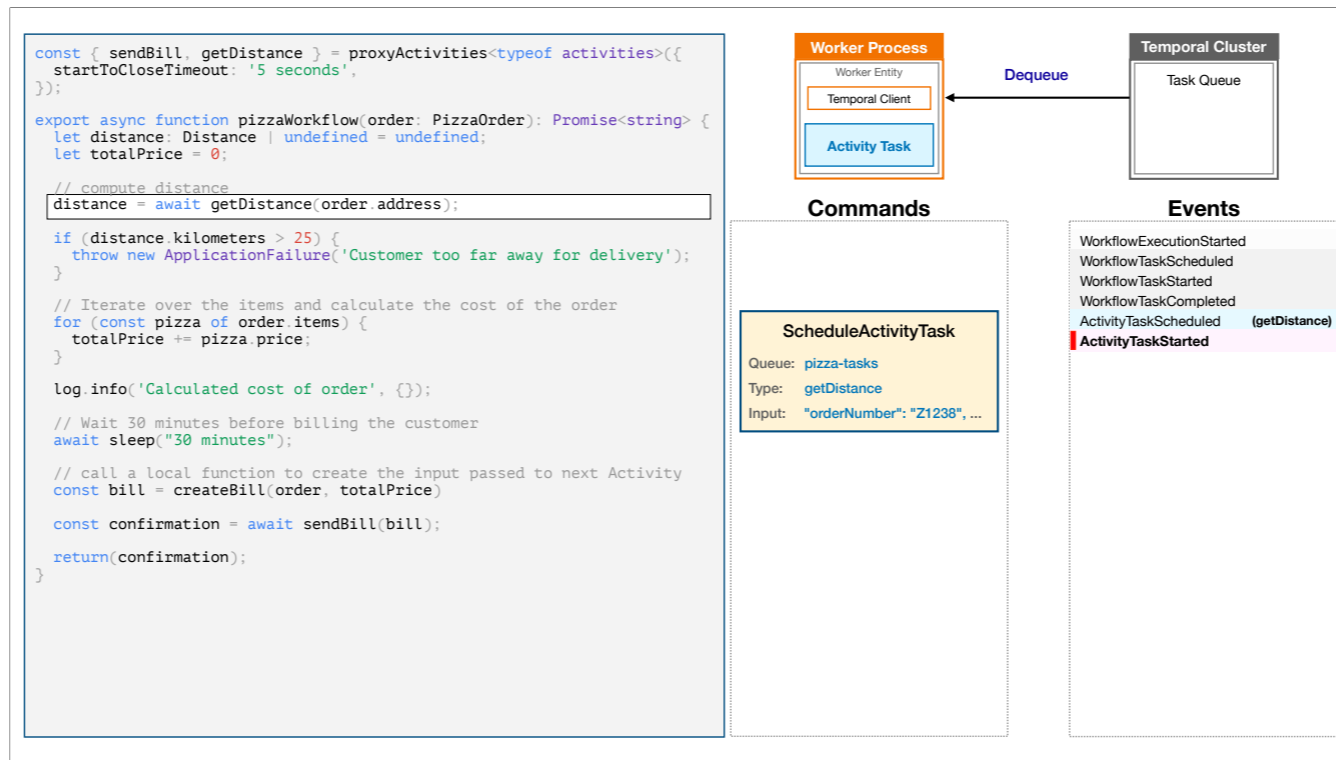 const { sendBill, getDistance } = proxyActivities<typeof activities>({
  startToCloseTimeout: '5 seconds',
});
export async function pizzaWorkflow(order: PizzaOrder): Promise<string> {
  let distance: Distance | undefined = undefined;
  let totalPrice = 0;
  // compute distance
  distance = await getDistance(order.address);
  if (distance.kilometers > 25) {
    throw new ApplicationFailure('Customer too far away for delivery');
  }
  // Iterate over the items and calculate the cost of the order
  for (const pizza of order.items) {
    totalPrice += pizza.price;
  }
  log.info('Calculated cost of order', {});
  // Wait 30 minutes before billing the customer
  await sleep("30 minutes");
  // call a local function to create the input passed to next Activity
  const bill = createBill(order, totalPrice)
  const confirmation = await sendBill(bill);
  return(confirmation);
}
Worker Process
Worker Entity
Temporal Client
Activity Task
Dequeue
Temporal Cluster
Task Queue
Commands
ScheduleActivityTask
Queue: pizza-tasks
Type: getDistance
Input: "orderNumber": "Z1238", ...
Events
WorkflowExecutionStarted
WorkflowTaskScheduled
WorkflowTaskStarted
WorkflowTaskCompleted
ActivityTaskScheduled (getDistance)
ActivityTaskStarted